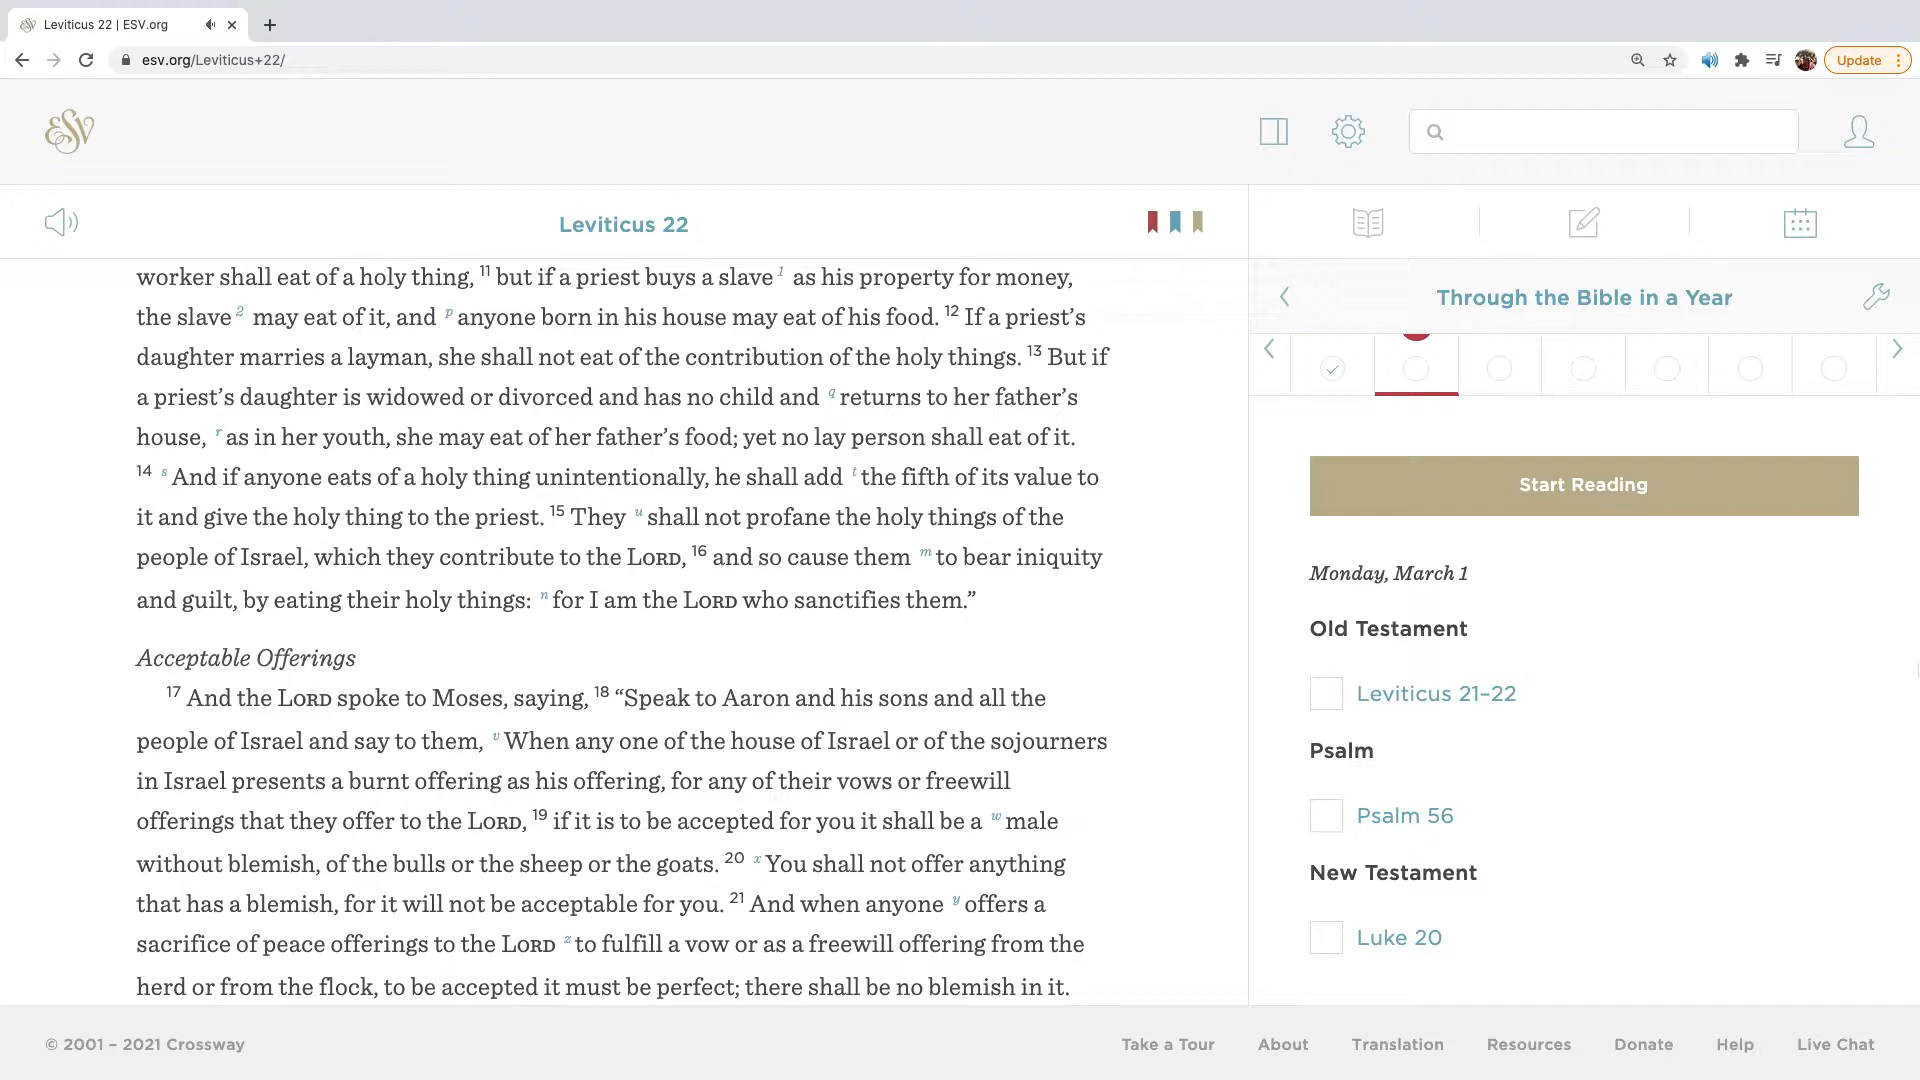 Leviticus 22 | ESV.org
esv.org/Leviticus+22/
Update
ESV
Leviticus 22
worker shall eat of a holy thing, 11 but if a priest buys a slave 1 as his property for money,
the slave 2 may eat of it, and p anyone born in his house may eat of his food. 12 If a priest’s
daughter marries a layman, she shall not eat of the contribution of the holy things. 13 But if
a priest’s daughter is widowed or divorced and has no child and q returns to her father’s
house, r as in her youth, she may eat of her father’s food; yet no lay person shall eat of it.
14 s And if anyone eats of a holy thing unintentionally, he shall add t the fifth of its value to
it and give the holy thing to the priest. 15 They u shall not profane the holy things of the
people of Israel, which they contribute to the LORD, 16 and so cause them m to bear iniquity
and guilt, by eating their holy things: n for I am the LORD who sanctifies them.”
Acceptable Offerings
17 And the LORD spoke to Moses, saying, 18 “Speak to Aaron and his sons and all the
people of Israel and say to them, v When any one of the house of Israel or of the sojourners
in Israel presents a burnt offering as his offering, for any of their vows or freewill
offerings that they offer to the LORD, 19 if it is to be accepted for you it shall be a w male
without blemish, of the bulls or the sheep or the goats. 20 x You shall not offer anything
that has a blemish, for it will not be acceptable for you. 21 And when anyone y offers a
sacrifice of peace offerings to the LORD z to fulfill a vow or as a freewill offering from the
herd or from the flock, to be accepted it must be perfect; there shall be no blemish in it.
Through the Bible in a Year
Start Reading
Monday, March 1
Old Testament
Leviticus 21–22
Psalm
Psalm 56
New Testament
Luke 20
© 2001 – 2021 Crossway
Take a Tour
About
Translation
Resources
Donate
Help
Live Chat